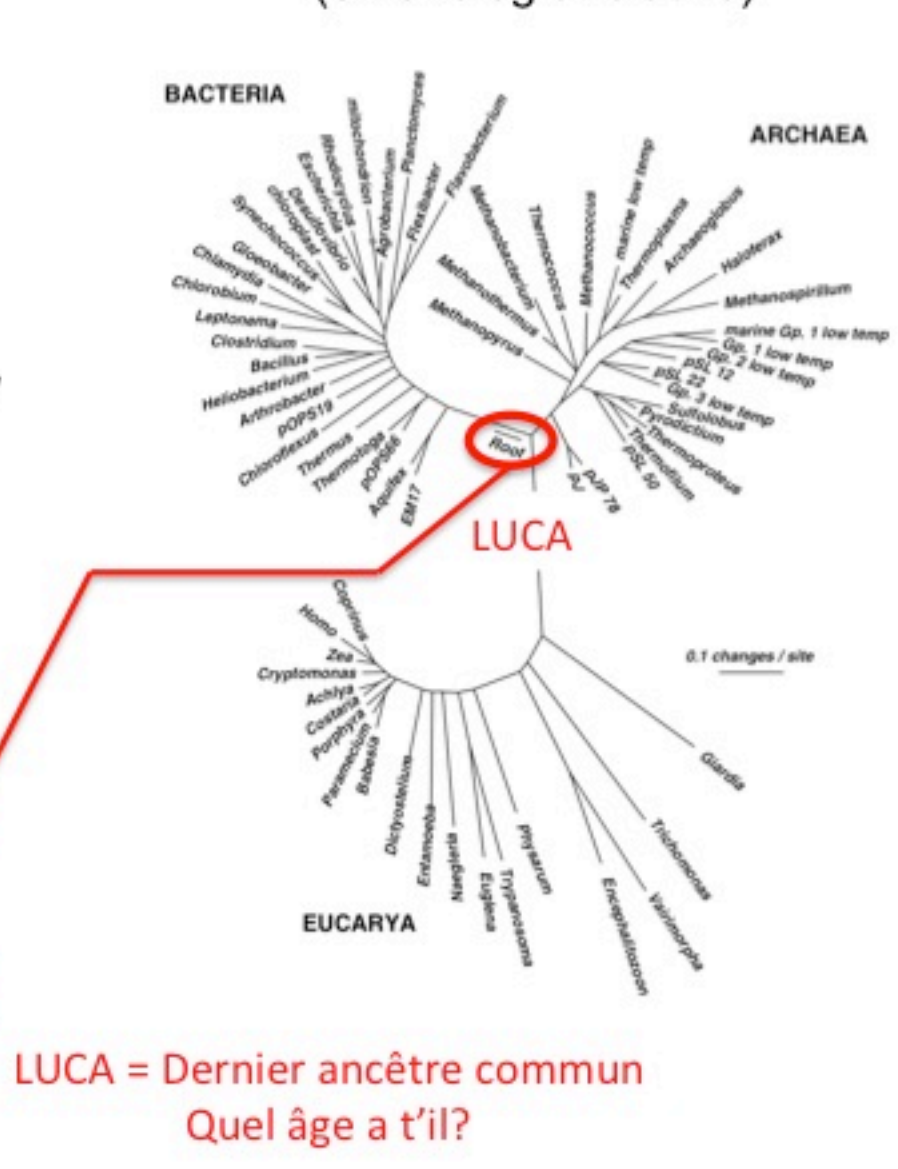 BACTERIA
ARCHAEA
Planctomyces
Flavobacterium
mitochondrion
Rhodocyclus
Escherichia
Desulfovibrio
chloroplast
Synechococcus
Agrobacterium
Flexibacter
Gloeobacter
Chlamydia
Chlorobium
Leptonema
Clostridium
Bacillus
Heliobacterium
Arthrobacter
pOPS19
Chloroflexus
Thermus
Thermotoga
pOPS66
Aquifex
EM17
Root
Methanobacterium
Thermococcus
Methanococcus
marine low temp
Thermoplasma
Archaeoglobus
Haloferax
Methanospirillum
Methanothermus
Methanopyrus
marine Gp. 1 low temp
Gp. 1 low temp
Gp. 2 low temp
pSL 12
pSL 22
Gp. 3 low temp
Sulfolobus
Pyrodictium
Thermoproteus
Thermofilum
pSL 50
pJP 78
LUCA
Coprinus
Homo
Zea
Cryptomonas
Achlya
Costaria
Porphyra
Paramecium
Babesia
Dictyostelium
Entamoeba
Naegleria
Euglena
Trypanosoma
Physarum
Encephalitozoon
Vairimorpha
Trichomonas
Giardia
0.1 changes / site
EUCARYA
LUCA = Dernier ancêtre commun
Quel âge a t'il?